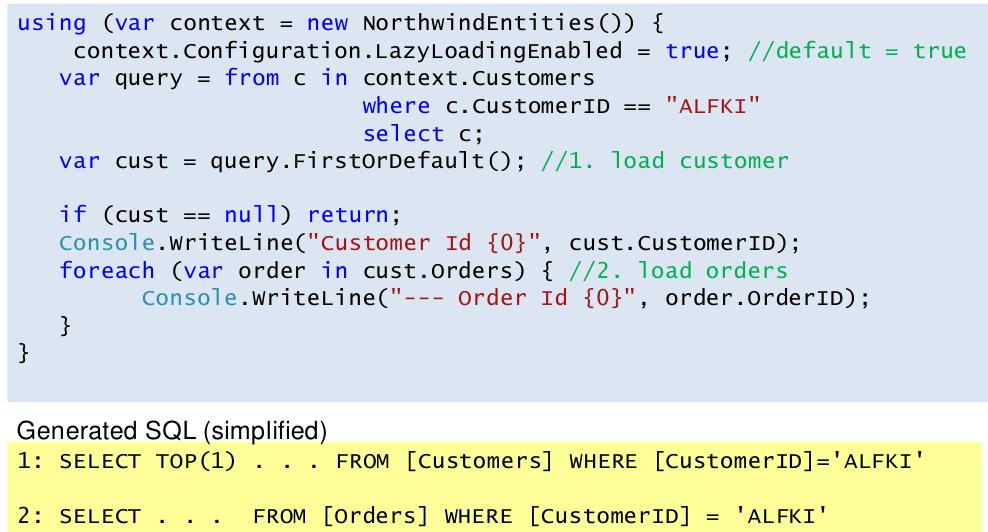 using (var context = new NorthwindEntities()) {
context.Configuration.LazyLoadingEnabled = true; //default = true
var query = from c in context.Customers
where c.CustomerID == "ALFKI"
select c;
var cust = query.FirstOrDefault(); //1. load customer
if (cust == null) return;
Console.WriteLine("Customer Id {0}", cust.CustomerID);
foreach (var order in cust.Orders) { //2. load orders
Console.WriteLine("--- Order Id {0}", order.OrderID);
}
}
Generated SQL (simplified)
1: SELECT TOP(1) . . . FROM [Customers] WHERE [CustomerID]='ALFKI'
2: SELECT . . .  FROM [Orders] WHERE [CustomerID] = 'ALFKI'